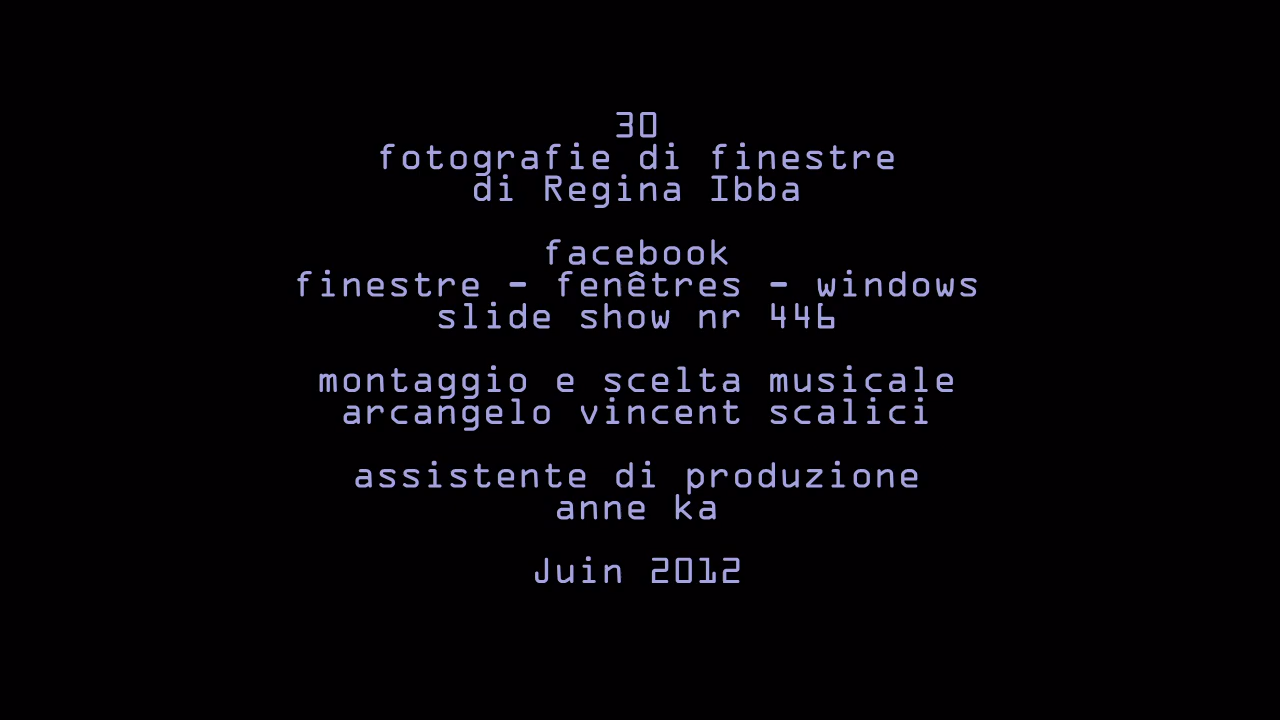 30
fotografie di finestre
di Regina Ibba
facebook
finestre - fenêtres - windows
slide show nr 446
montaggio e scelta musicale
arcangelo vincent scalici
assistente di produzione
anne ka
Juin 2012